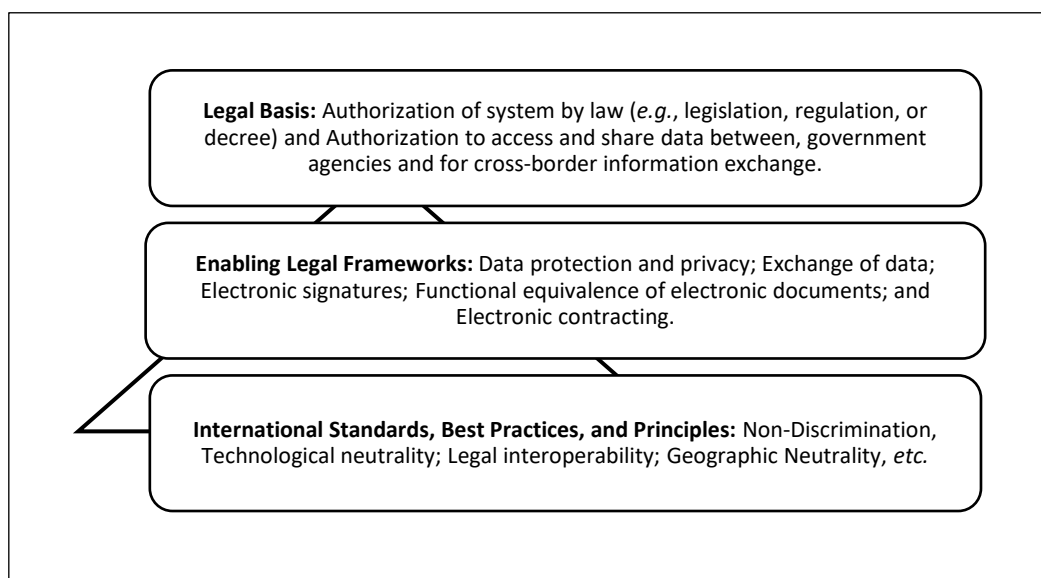 Legal Basis: Authorization of system by law (e.g., legislation, regulation, or
decree) and Authorization to access and share data between, government
agencies and for cross-border information exchange.
Enabling Legal Frameworks: Data protection and privacy; Exchange of data;
Electronic signatures; Functional equivalence of electronic documents; and
Electronic contracting.
International Standards, Best Practices, and Principles: Non-Discrimination,
Technological neutrality; Legal interoperability; Geographic Neutrality, etc.